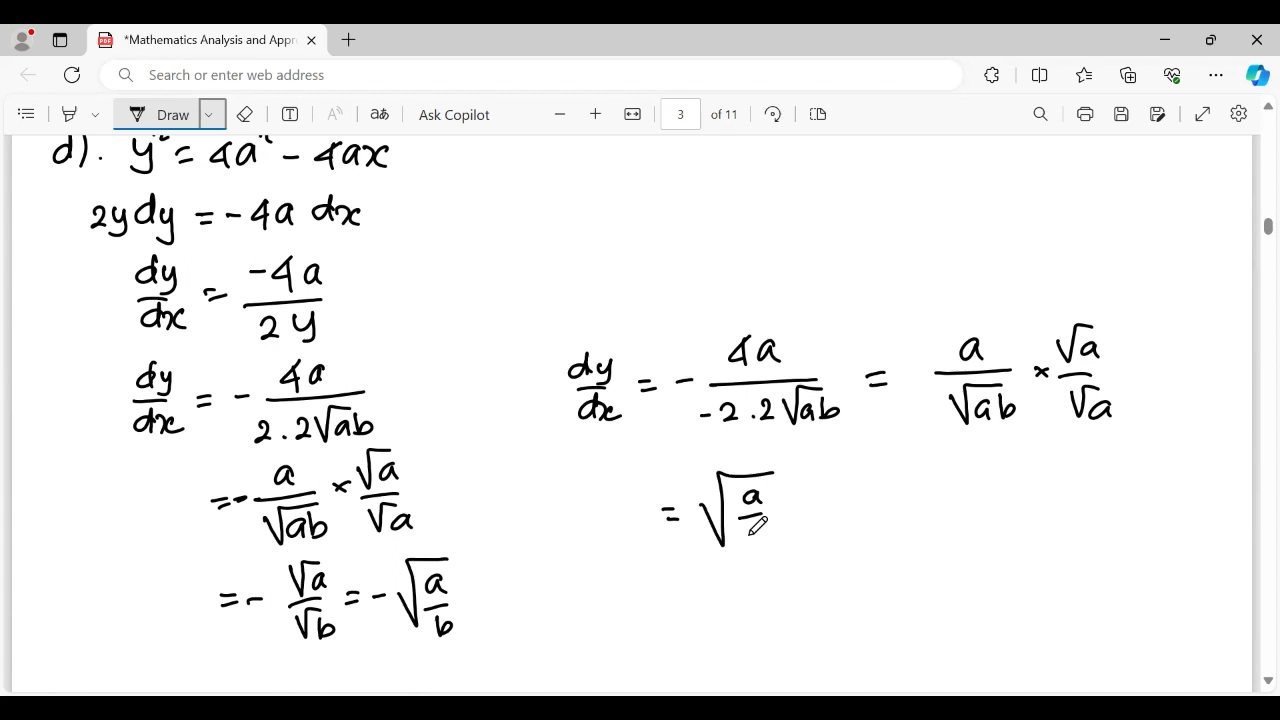 *Mathematics Analysis and Appr
Search or enter web address
Draw
Ask Copilot
3 of 11
d). y² = 4a² - 4ax
2y dy = -4a dx
dy/dx = -4a/2y
dy/dx = - 4a/2.2√ab
= - a/√ab × √a/√a
= - √a/√b = - √a/b
dy/dx = - 4a/-2.2√ab = a/√ab × √a/√a
= √a/